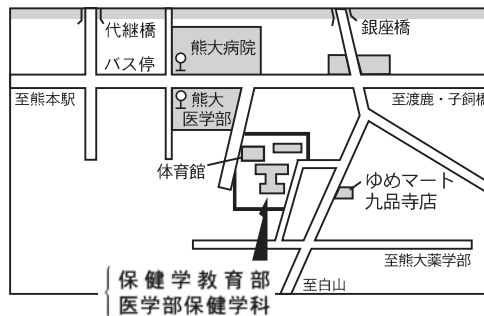 代継橋
銀座橋
熊大病院
バス停
至熊本駅
熊大
医学部
至渡鹿・子飼橋
体育館
ゆめマート
九品寺店
至熊大薬学部
至白山
保健学教育部
医学部保健学科